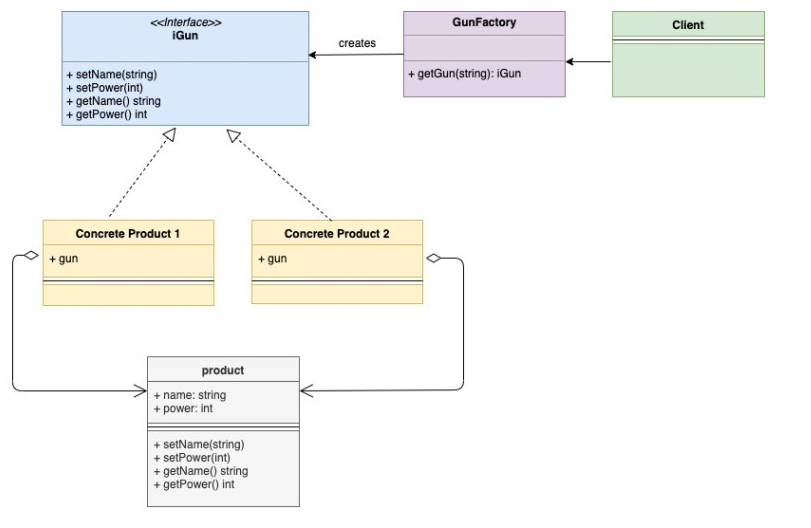 <<Interface>>
iGun
+ setName(string)
+ setPower(int)
+ getName() string
+ getPower() int
creates
GunFactory
+ getGun(string): iGun
Client
Concrete Product 1
+ gun
Concrete Product 2
+ gun
product
+ name: string
+ power: int
+ setName(string)
+ setPower(int)
+ getName() string
+ getPower() int